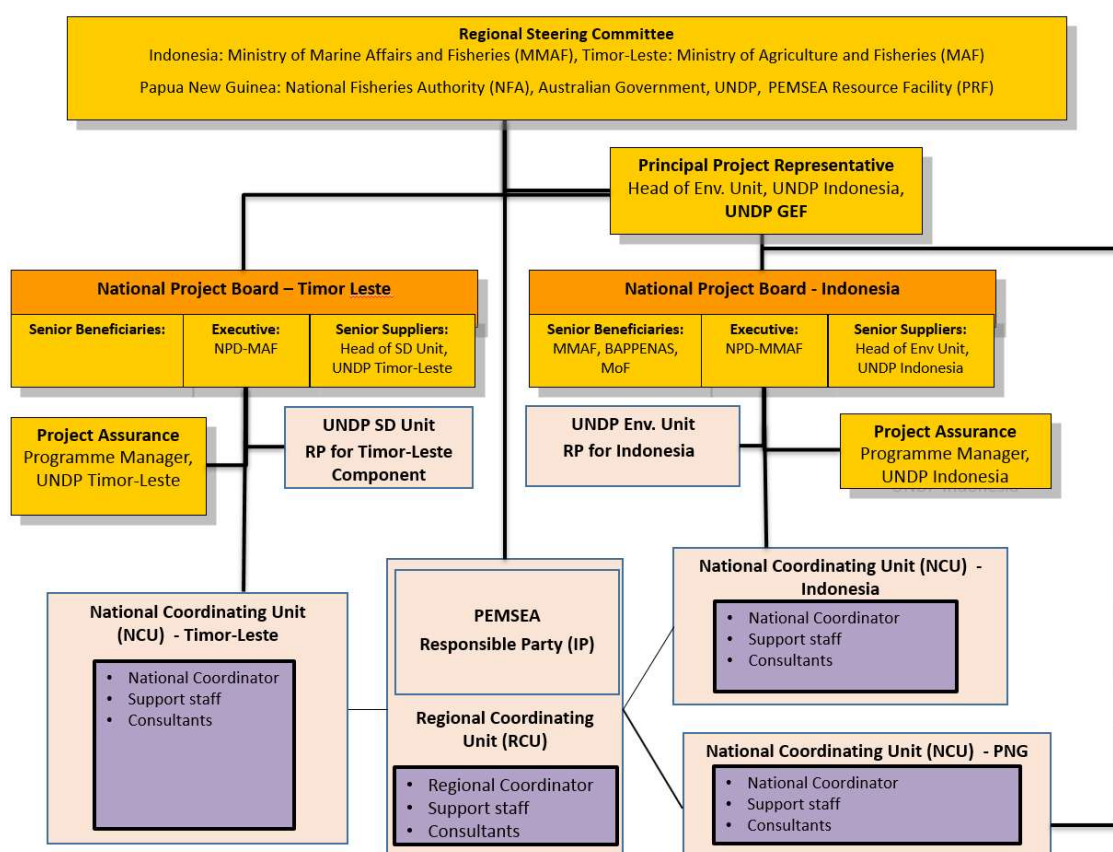 Regional Steering Committee
Indonesia: Ministry of Marine Affairs and Fisheries (MMAF), Timor-Leste: Ministry of Agriculture and Fisheries (MAF)
Papua New Guinea: National Fisheries Authority (NFA), Australian Government, UNDP, PEMSEA Resource Facility (PRF)
Principal Project Representative
Head of Env. Unit, UNDP Indonesia,
UNDP GEF
National Project Board – Timor Leste
Senior Beneficiaries:
Executive:
NPD-MAF
Senior Suppliers:
Head of SD Unit,
UNDP Timor-Leste
National Project Board - Indonesia
Senior Beneficiaries:
MMAF, BAPPENAS,
MoF
Executive:
NPD-MMAF
Senior Suppliers:
Head of Env Unit,
UNDP Indonesia
Project Assurance
Programme Manager,
UNDP Timor-Leste
UNDP SD Unit
RP for Timor-Leste
Component
UNDP Env. Unit
RP for Indonesia
Project Assurance
Programme Manager,
UNDP Indonesia
National Coordinating Unit
(NCU) - Timor-Leste
• National Coordinator
• Support staff
• Consultants
PEMSEA
Responsible Party (IP)
Regional Coordinating
Unit (RCU)
• Regional Coordinator
• Support staff
• Consultants
National Coordinating Unit (NCU) -
Indonesia
• National Coordinator
• Support staff
• Consultants
National Coordinating Unit (NCU) - PNG
• National Coordinator
• Support staff
• Consultants